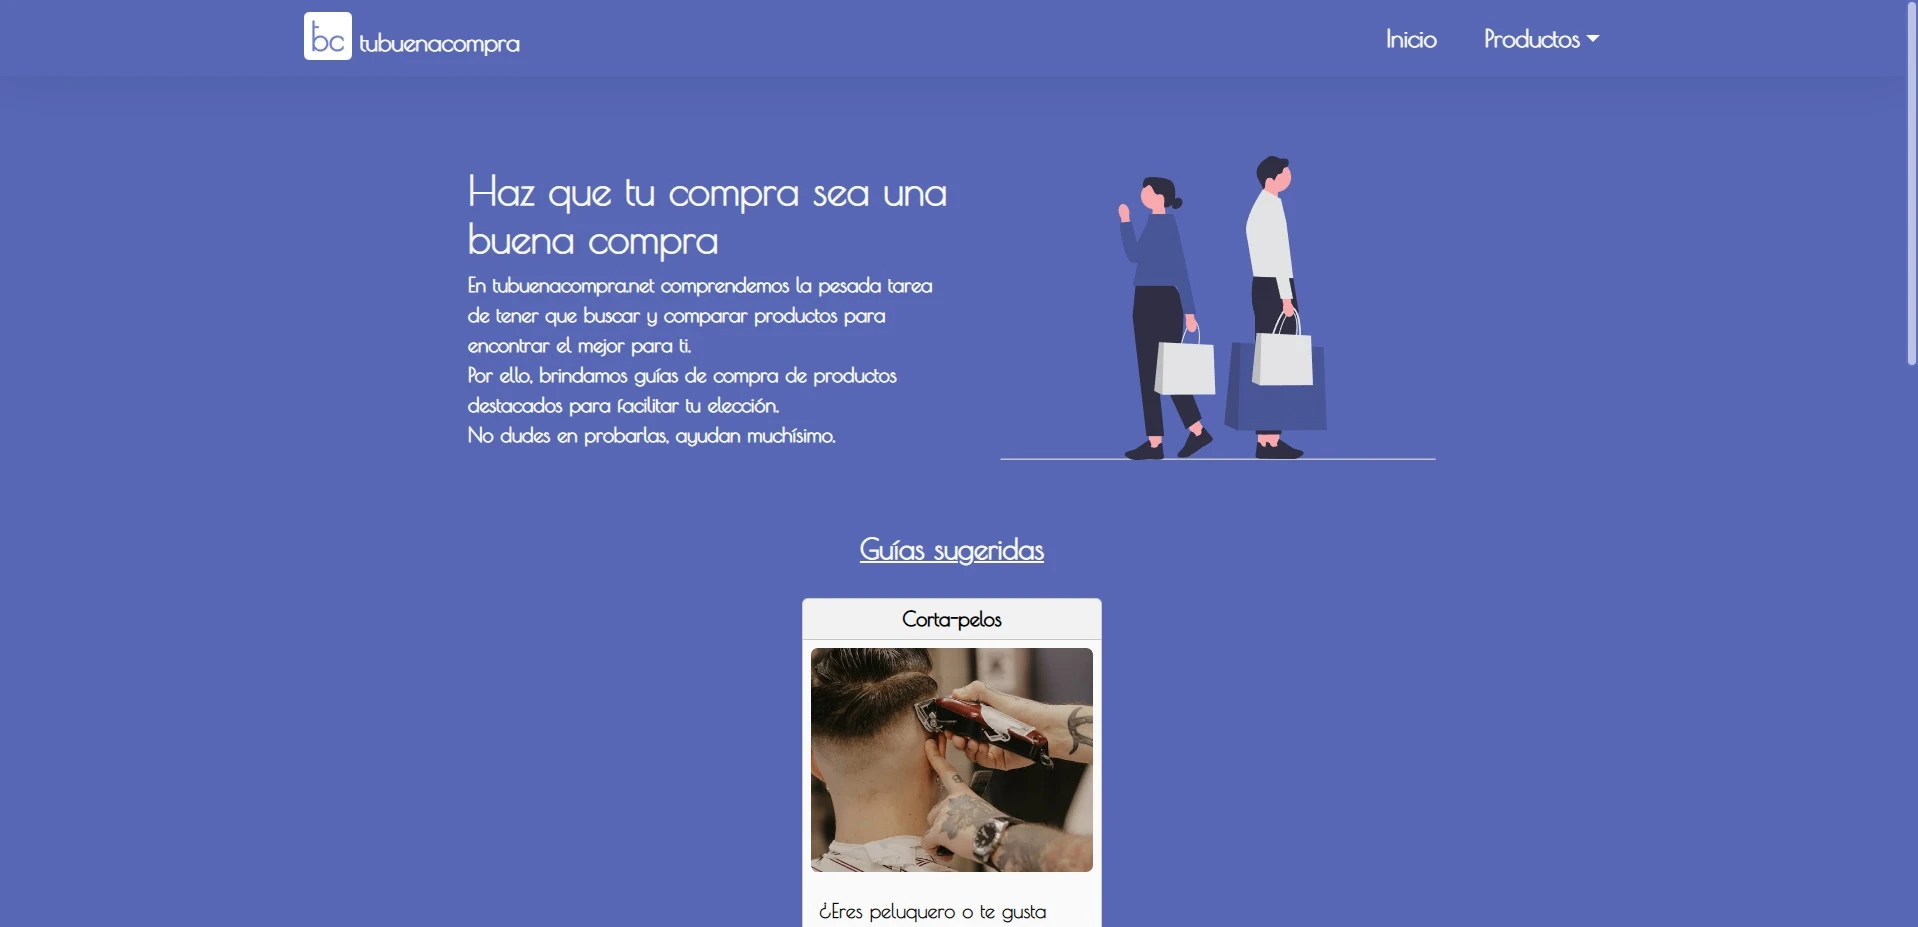 tbc tubuenacompra
Inicio
Productos
Haz que tu compra sea una
buena compra
En tubuenacompra.net comprendemos la pesada tarea
de tener que buscar y comparar productos para
encontrar el mejor para ti.
Por ello, brindamos guías de compra de productos
destacados para facilitar tu elección.
No dudes en probarlas, ayudan muchísimo.
Guías sugeridas
Corta-pelos
¿Eres peluquero o te gusta